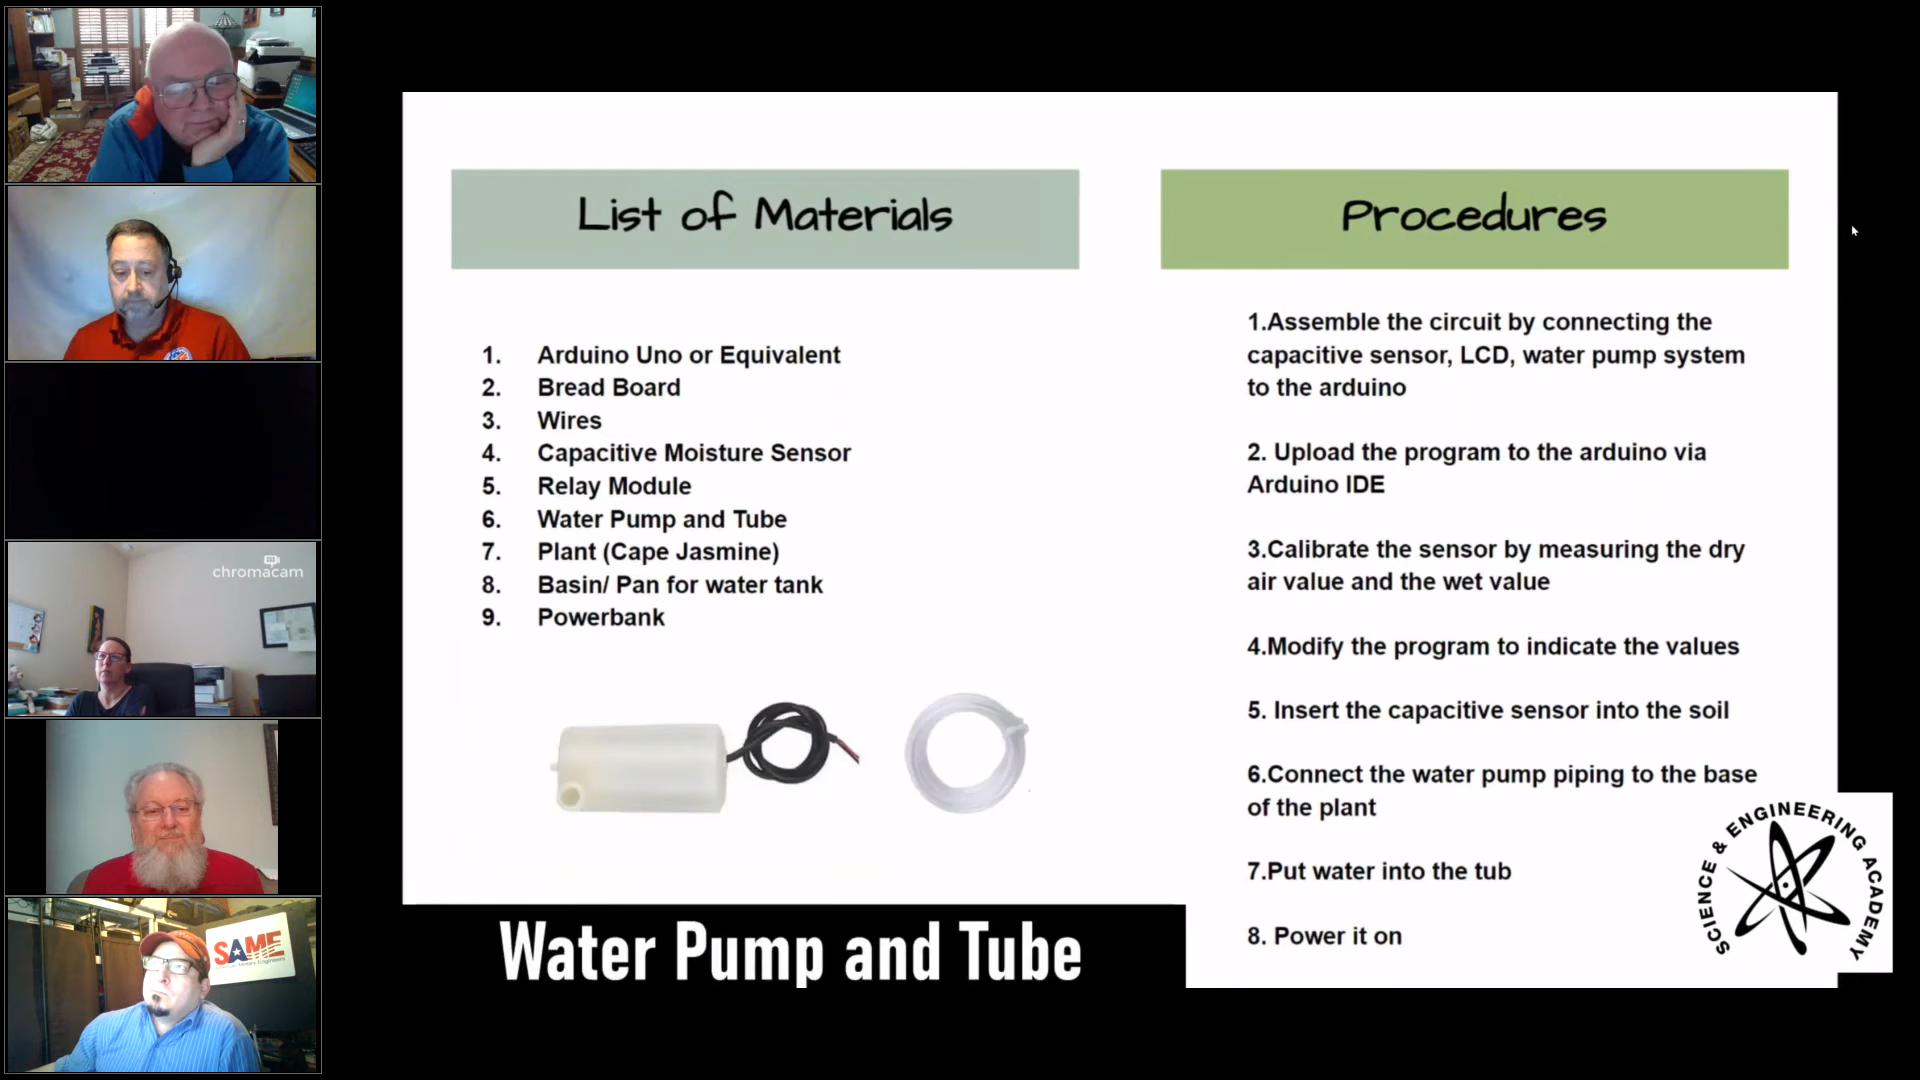 chromacam
SAME
List of Materials
1. Arduino Uno or Equivalent
2. Bread Board
3. Wires
4. Capacitive Moisture Sensor
5. Relay Module
6. Water Pump and Tube
7. Plant (Cape Jasmine)
8. Basin/ Pan for water tank
9. Powerbank
Water Pump and Tube
Procedures
1.Assemble the circuit by connecting the
capacitive sensor, LCD, water pump system
to the arduino
2. Upload the program to the arduino via
Arduino IDE
3.Calibrate the sensor by measuring the dry
air value and the wet value
4.Modify the program to indicate the values
5. Insert the capacitive sensor into the soil
6.Connect the water pump piping to the base
of the plant
7.Put water into the tub
8. Power it on
SCIENCE & ENGINEERING ACADEMY